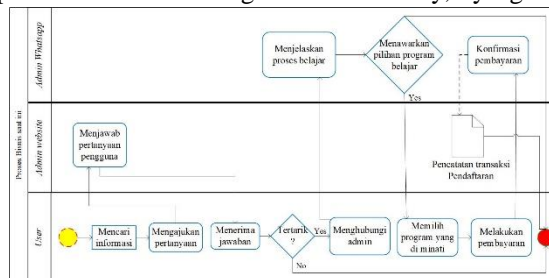 Menjelaskan
proses belajar
Menawarkan
pilihan program
belajar
Konfirmasi
pembayaran
Admin Whatsapp
Yes
Proses Bisnis saat ini
Admin website
Menjawab
pertanyaan
pengguna
Pencatatan transaksi
Pendaftaran
User
Mencari
informasi
Mengajukan
pertanyaan
Menerima
jawaban
Tertarik
?
Yes
Menghubungi
admin
Memilih
program yang
di minati
Melakukan
pembayaran
No